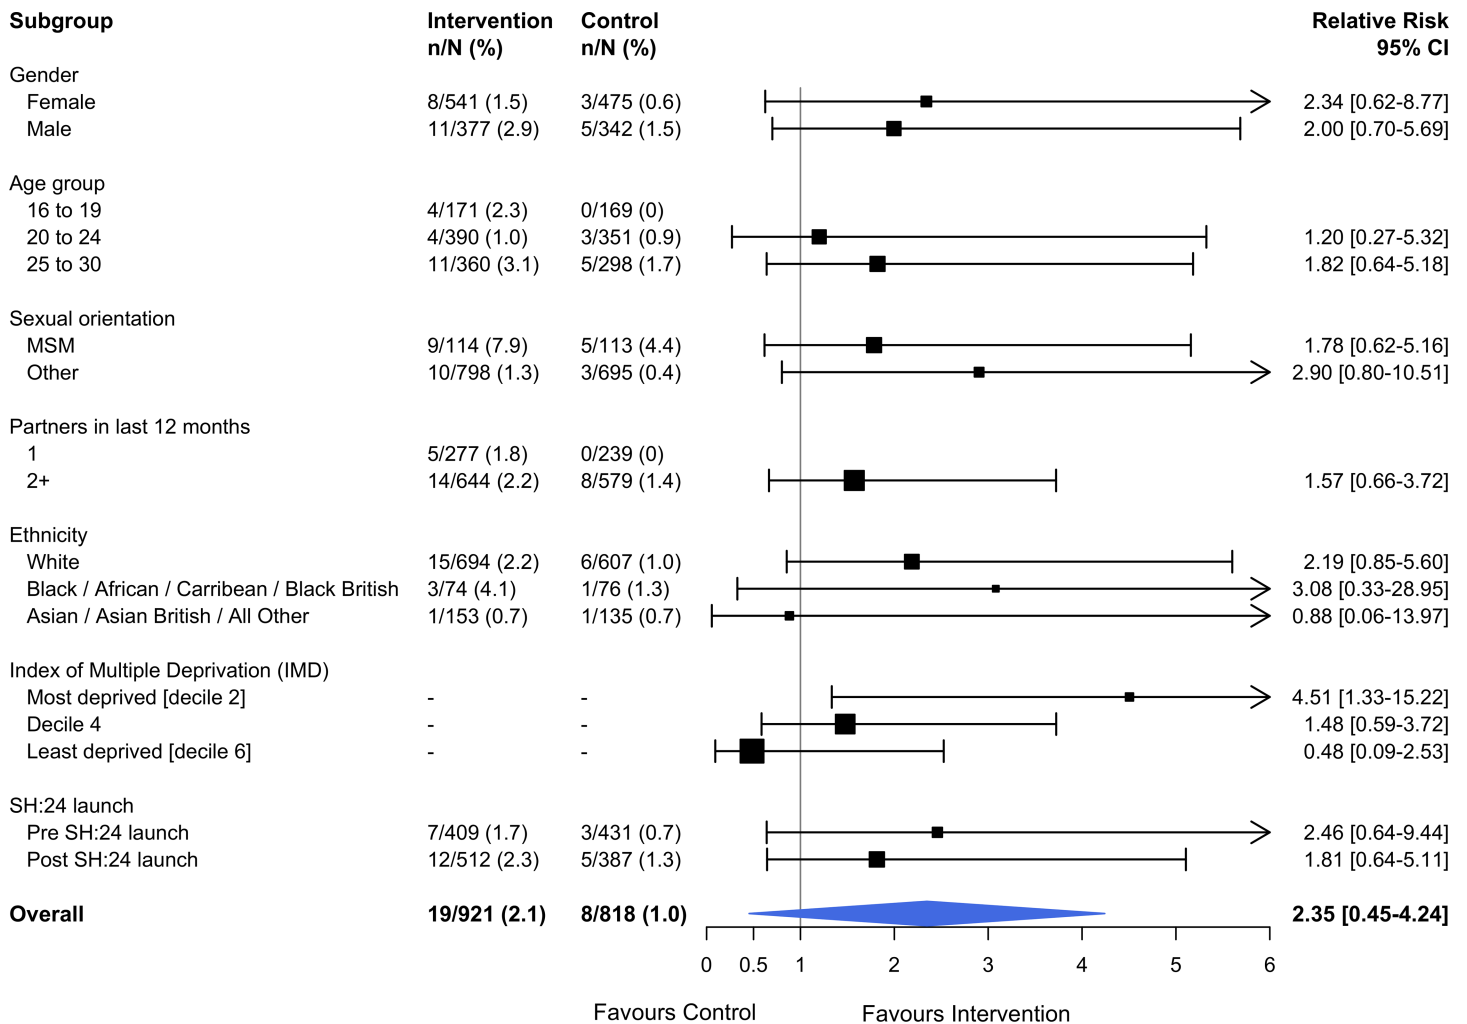 Subgroup Intervention Control Relative Risk
n/N (%) n/N (%) 95% CI
Gender
Female 8/541 (1.5) 3/475 (0.6) 2.34 [0.62-8.77]
Male 11/377 (2.9) 5/342 (1.5) 2.00 [0.70-5.69]
Age group
16 to 19 4/171 (2.3) 0/169 (0)
20 to 24 4/390 (1.0) 3/351 (0.9) 1.20 [0.27-5.32]
25 to 30 11/360 (3.1) 5/298 (1.7) 1.82 [0.64-5.18]
Sexual orientation
MSM 9/114 (7.9) 5/113 (4.4) 1.78 [0.62-5.16]
Other 10/798 (1.3) 3/695 (0.4) 2.90 [0.80-10.51]
Partners in last 12 months
1 5/277 (1.8) 0/239 (0)
2+ 14/644 (2.2) 8/579 (1.4) 1.57 [0.66-3.72]
Ethnicity
White 15/694 (2.2) 6/607 (1.0) 2.19 [0.85-5.60]
Black / African / Carribean / Black British 3/74 (4.1) 1/76 (1.3) 3.08 [0.33-28.95]
Asian / Asian British / All Other 1/153 (0.7) 1/135 (0.7) 0.88 [0.06-13.97]
Index of Multiple Deprivation (IMD)
Most deprived [decile 2] - - 4.51 [1.33-15.22]
Decile 4 - - 1.48 [0.59-3.72]
Least deprived [decile 6] - - 0.48 [0.09-2.53]
SH:24 launch
Pre SH:24 launch 7/409 (1.7) 3/431 (0.7) 2.46 [0.64-9.44]
Post SH:24 launch 12/512 (2.3) 5/387 (1.3) 1.81 [0.64-5.11]
Overall 19/921 (2.1) 8/818 (1.0) 2.35 [0.45-4.24]
0 0.5 1 2 3 4 5 6
Favours Control Favours Intervention